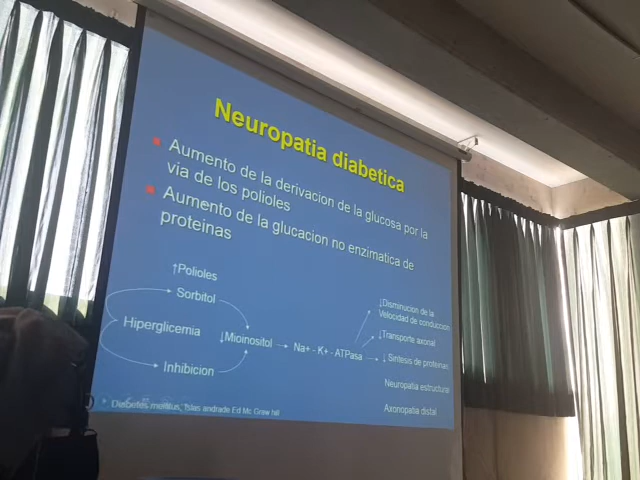 Neuropatia diabetica
Aumento de la derivacion de la glucosa por la
via de los polioles
Aumento de la glucacion no enzimatica de
proteinas
↑Polioles
Sorbitol
Hiperglicemia
Inhibicion
↓Mioinositol
Na+ - K+ - ATPasa
↓Disminucion de la
Velocidad de conduccion
↓Transporte axonal
↓ Sintesis de proteinas
Neuropatia estructural
Axonopatia distal
Diabetes mellitus, Islas andrade Ed Mc Graw hill